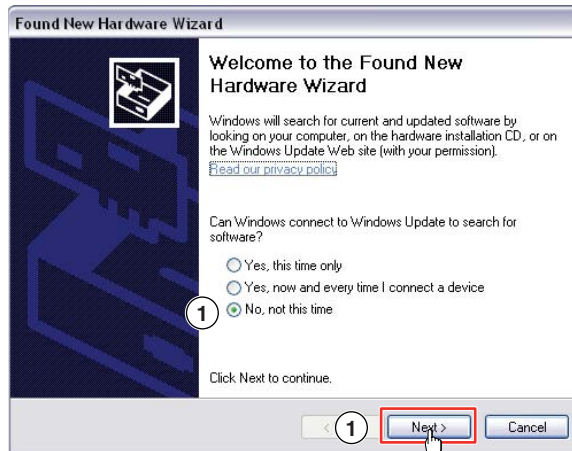 Found New Hardware Wizard
Welcome to the Found New
Hardware Wizard
Windows will search for current and updated software by
looking on your computer, on the hardware installation CD, or on
the Windows Update Web site (with your permission).
Read our privacy policy
Can Windows connect to Windows Update to search for
software?
Yes, this time only
Yes, now and every time I connect a device
1 No, not this time
Click Next to continue.
< 1 Next > Cancel